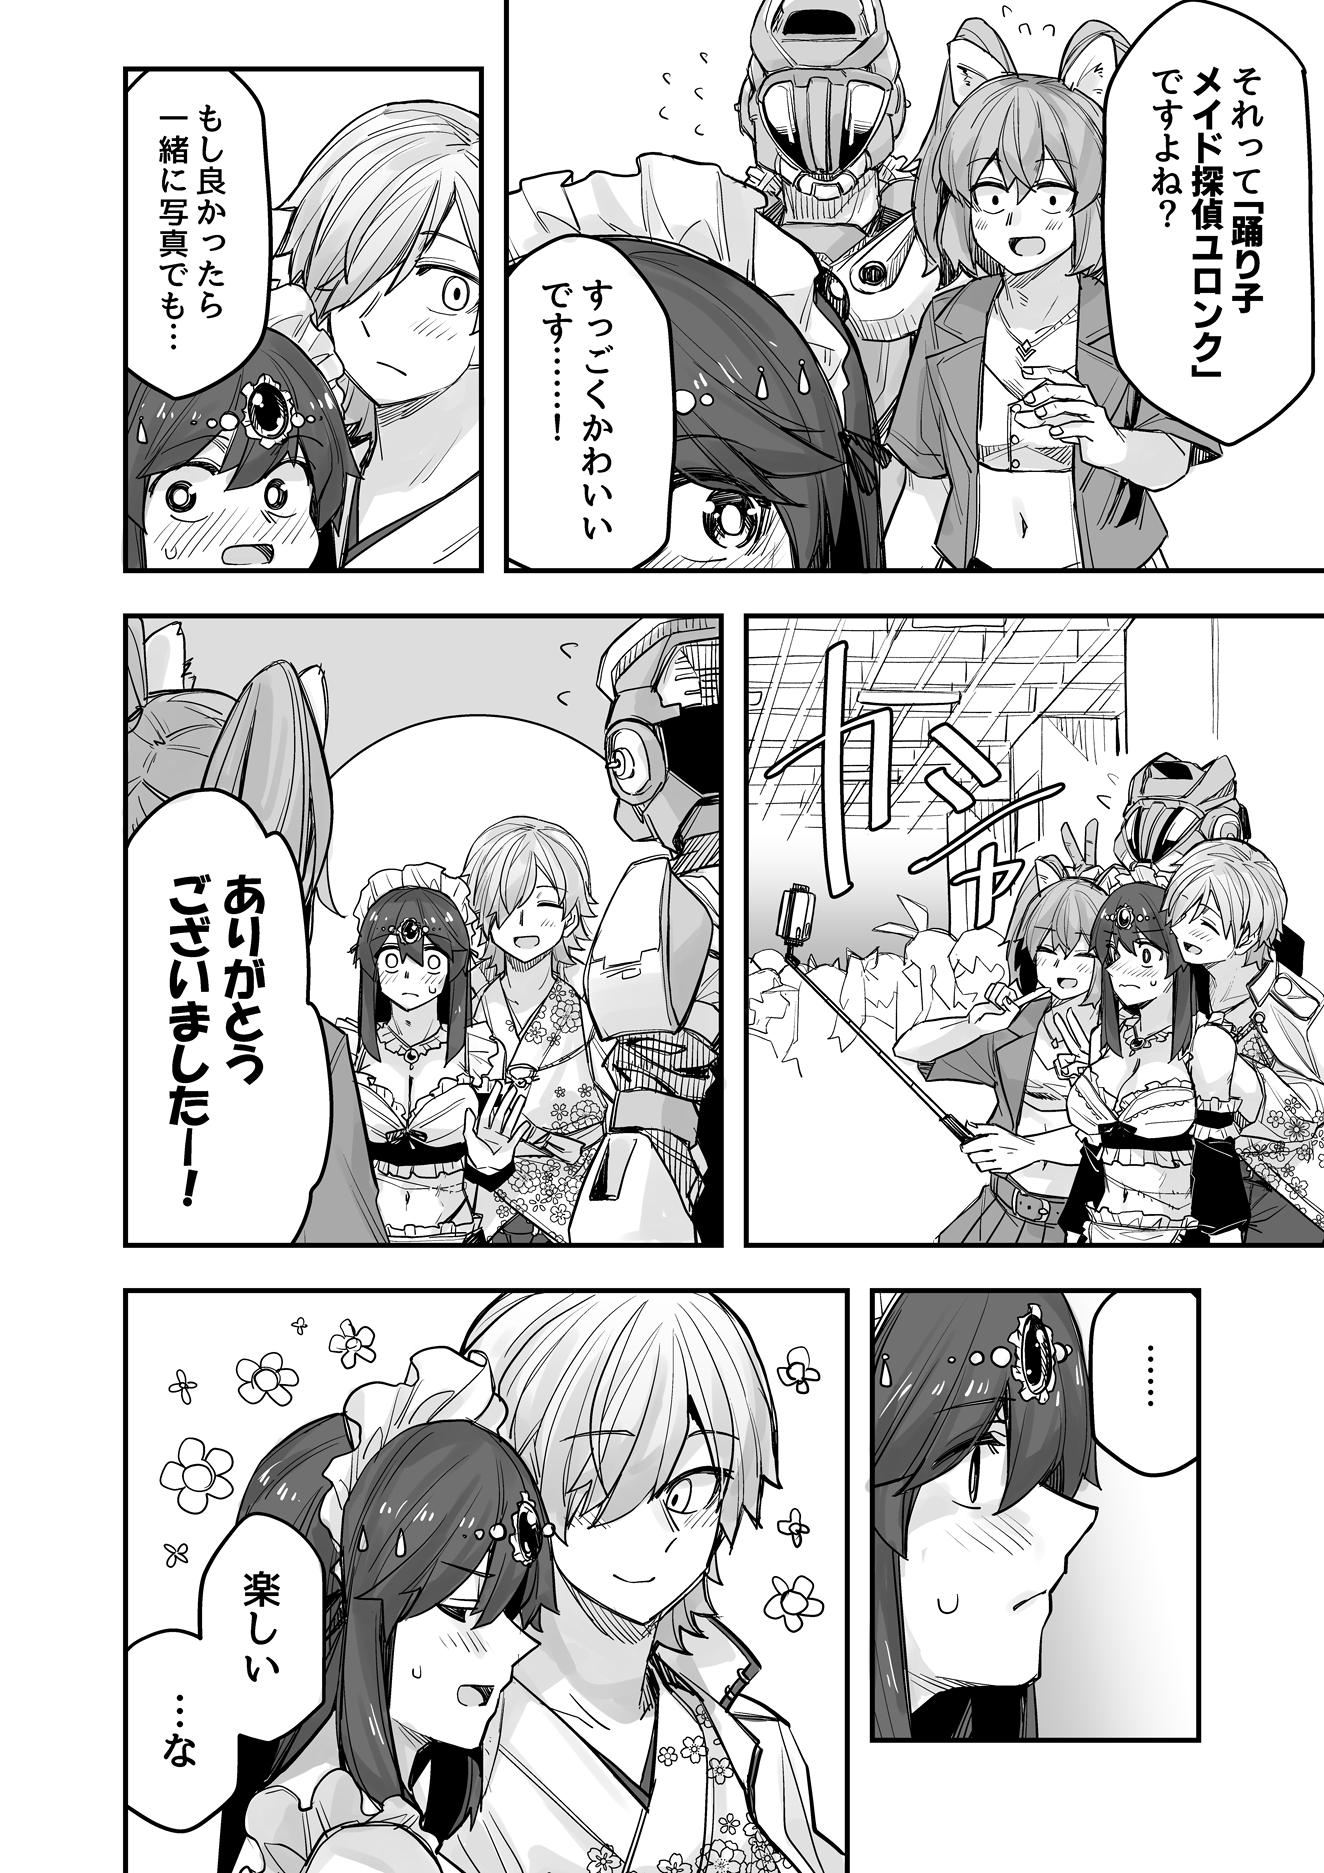 それって「踊り子
メイド探偵ユロンク」
ですよね？
すっごくかわいい
です……！
もし良かったら
一緒に写真でも…
カシャ
ありがとう
ございましたー！
……
楽しい
…な